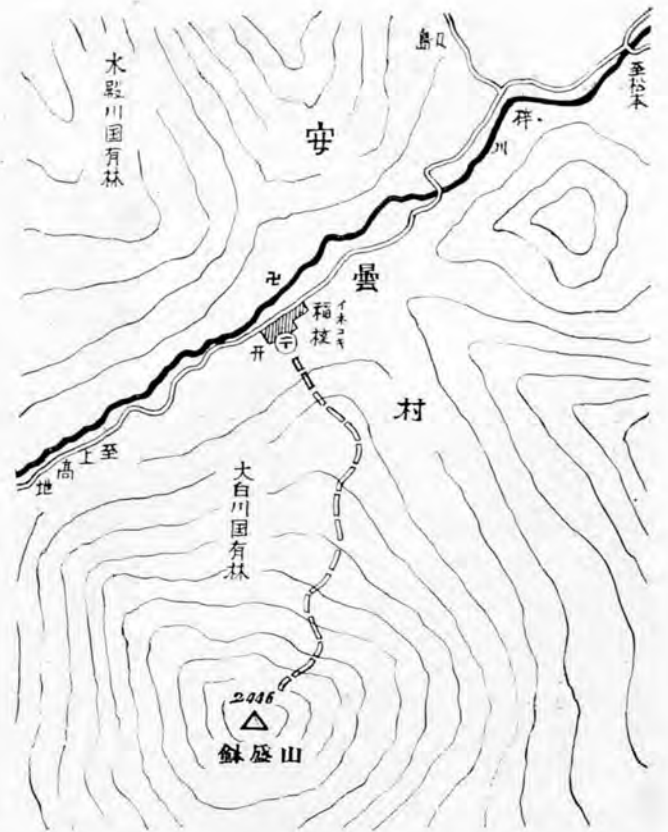 島々
至松本
梓川
水殿川国有林
安曇村
イネコキ
稲核
〒
至上高地
大白川国有林
2446
鉢盛山